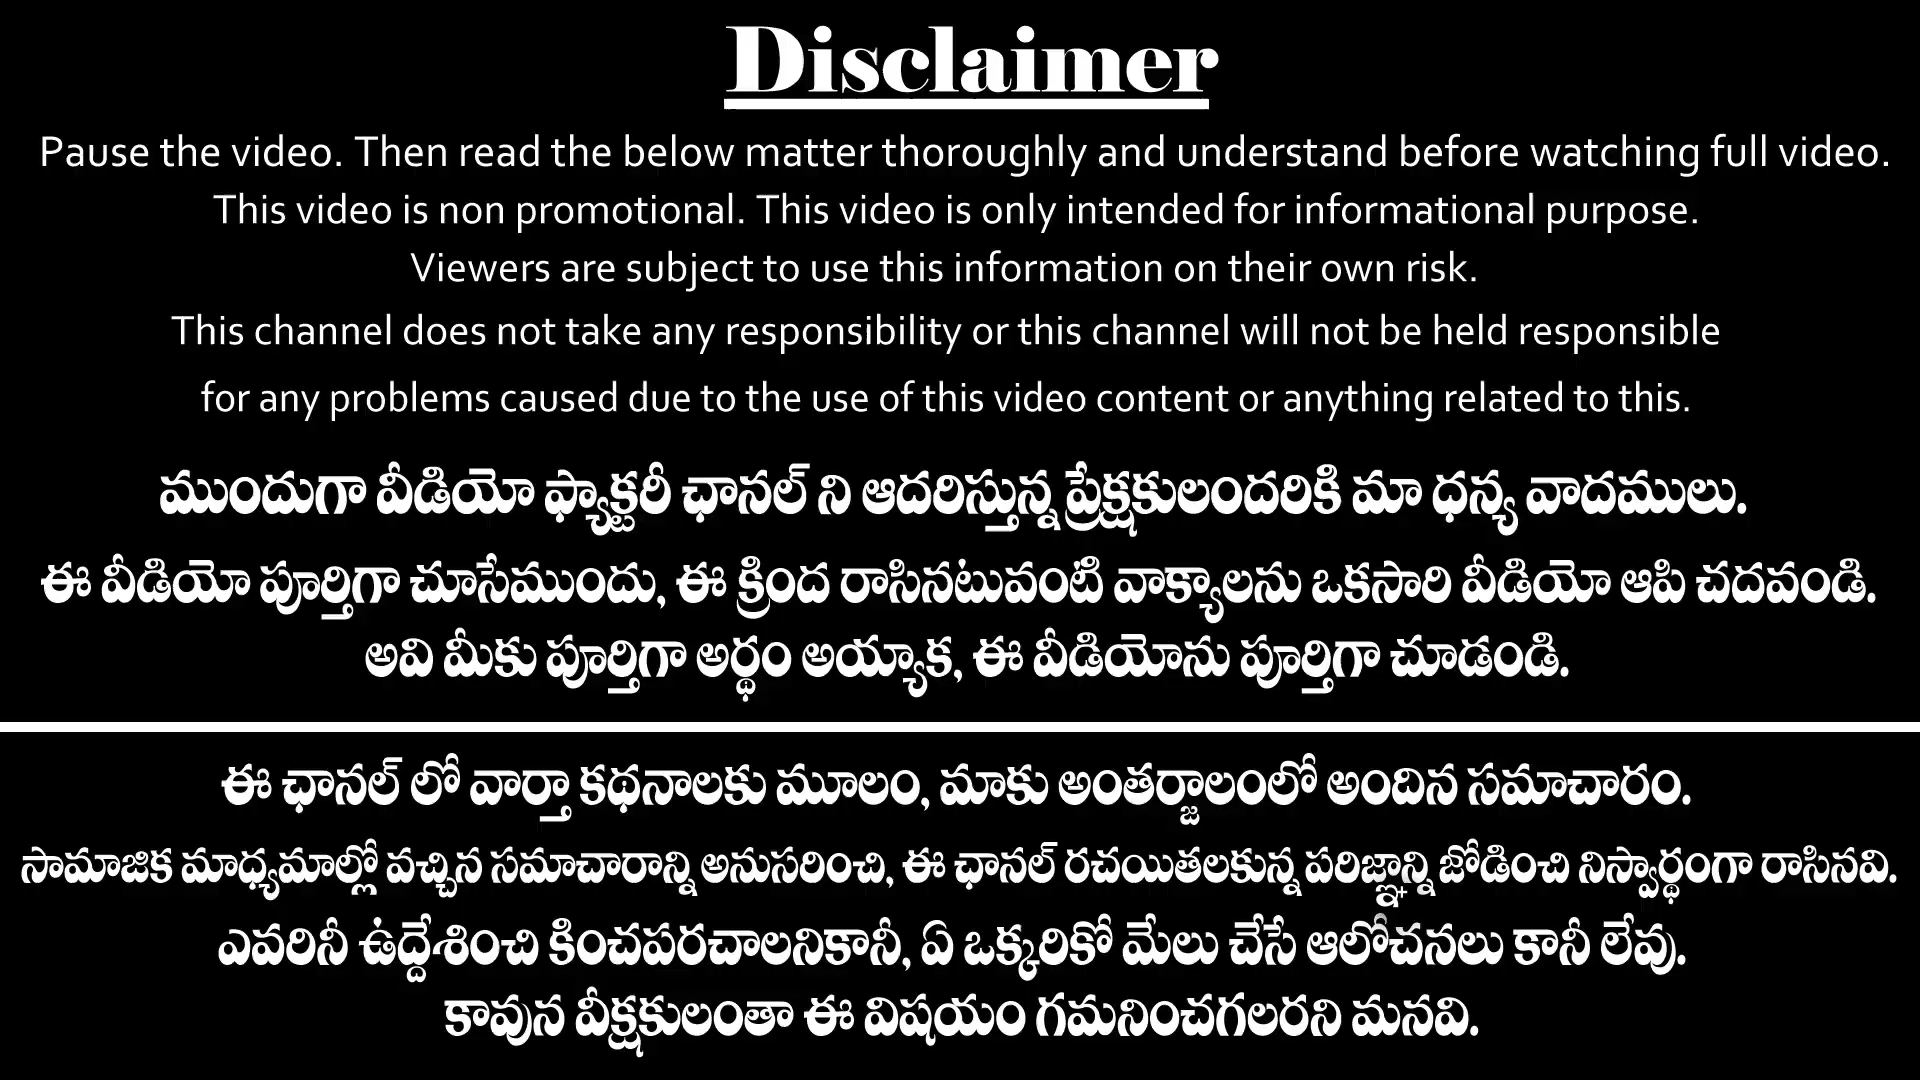 Disclaimer
Pause the video. Then read the below matter thoroughly and understand before watching full video.
This video is non promotional. This video is only intended for informational purpose.
Viewers are subject to use this information on their own risk.
This channel does not take any responsibility or this channel will not be held responsible
for any problems caused due to the use of this video content or anything related to this.
ముందుగా వీడియో ఫ్యాక్టరీ ఛానల్ ని ఆదరిస్తున్న ప్రేక్షకులందరికి మా ధన్య వాదములు.
ఈ వీడియో పూర్తిగా చూసేముందు, ఈ క్రింద రాసినటువంటి వాక్యాలను ఒకసారి వీడియో ఆపి చదవండి.
అవి మీకు పూర్తిగా అర్థం అయ్యాక, ఈ వీడియోను పూర్తిగా చూడండి.
ఈ ఛానల్ లో వార్తా కథనాలకు మూలం, మాకు అంతర్జాలంలో అందిన సమాచారం.
సామాజిక మాధ్యమాల్లో వచ్చిన సమాచారాన్ని అనుసరించి, ఈ ఛానల్ రచయితలకున్న పరిజ్ఞాన్ని జోడించి నిస్వార్థంగా రాసినవి.
ఎవరినీ ఉద్దేశించి కించపరచాలనికానీ, ఏ ఒక్కరికో మేలు చేసే ఆలోచనలు కానీ లేవు.
కావున వీక్షకులంతా ఈ విషయం గమనించగలరని మనవి.